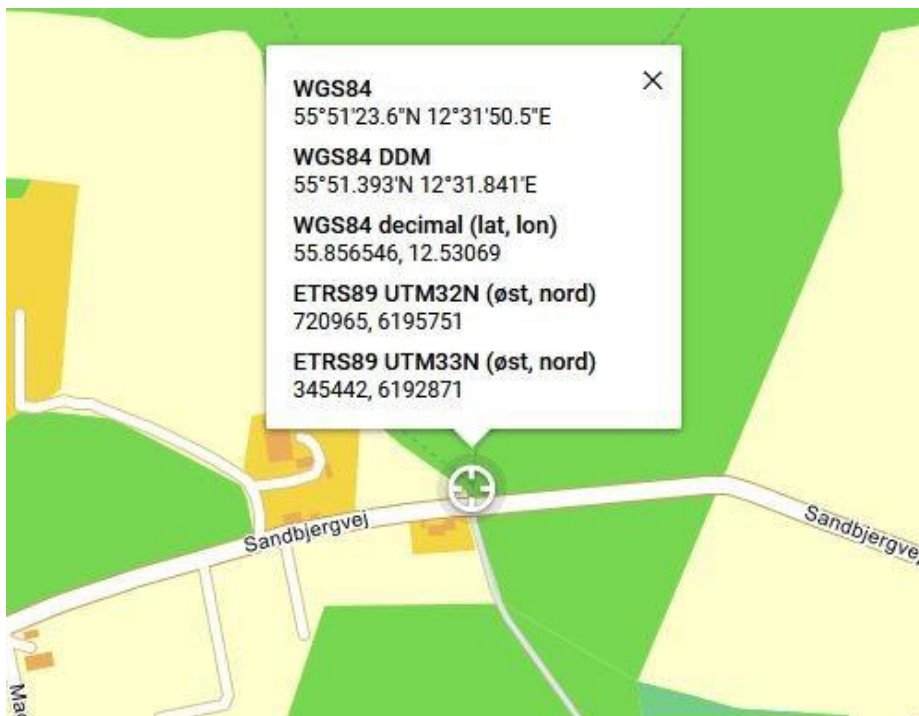 WGS84
55°51'23.6"N 12°31'50.5"E
WGS84 DDM
55°51.393'N 12°31.841'E
WGS84 decimal (lat, lon)
55.856546, 12.53069
ETRS89 UTM32N (øst, nord)
720965, 6195751
ETRS89 UTM33N (øst, nord)
345442, 6192871
Sandbjergvej
Sandbjergvej